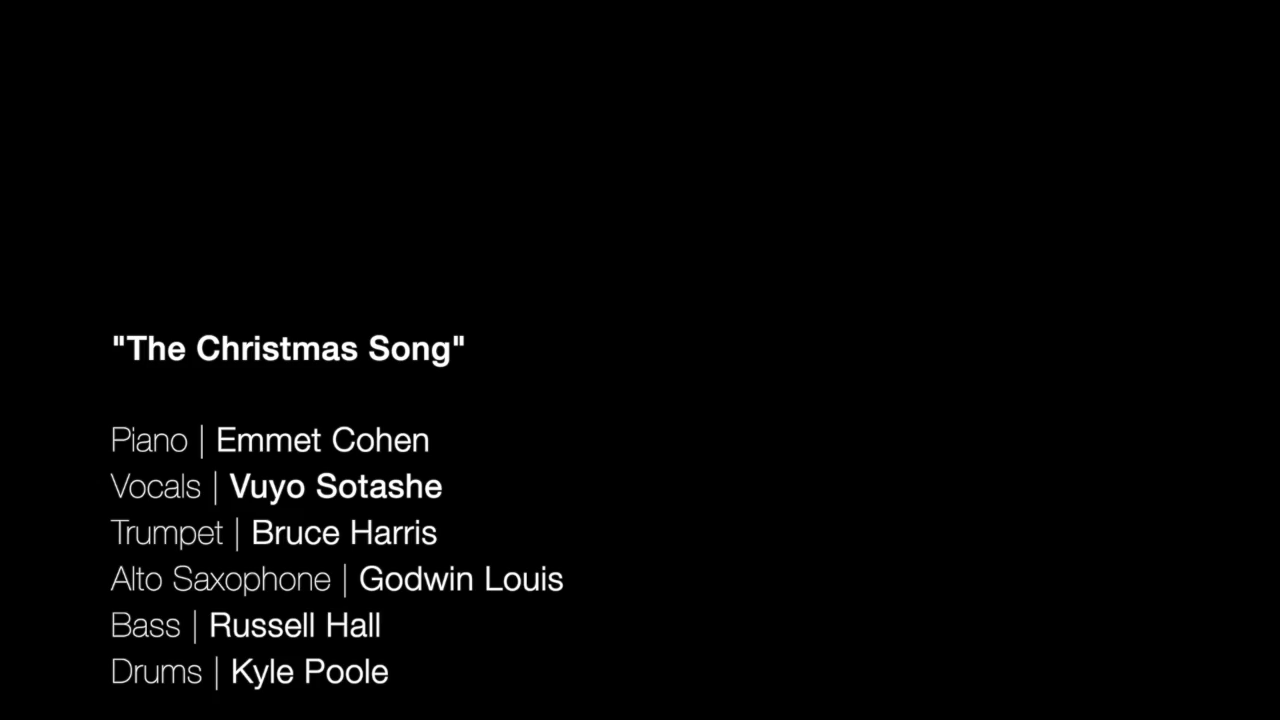 "The Christmas Song"
Piano | Emmet Cohen
Vocals | Vuyo Sotashe
Trumpet | Bruce Harris
Alto Saxophone | Godwin Louis
Bass | Russell Hall
Drums | Kyle Poole